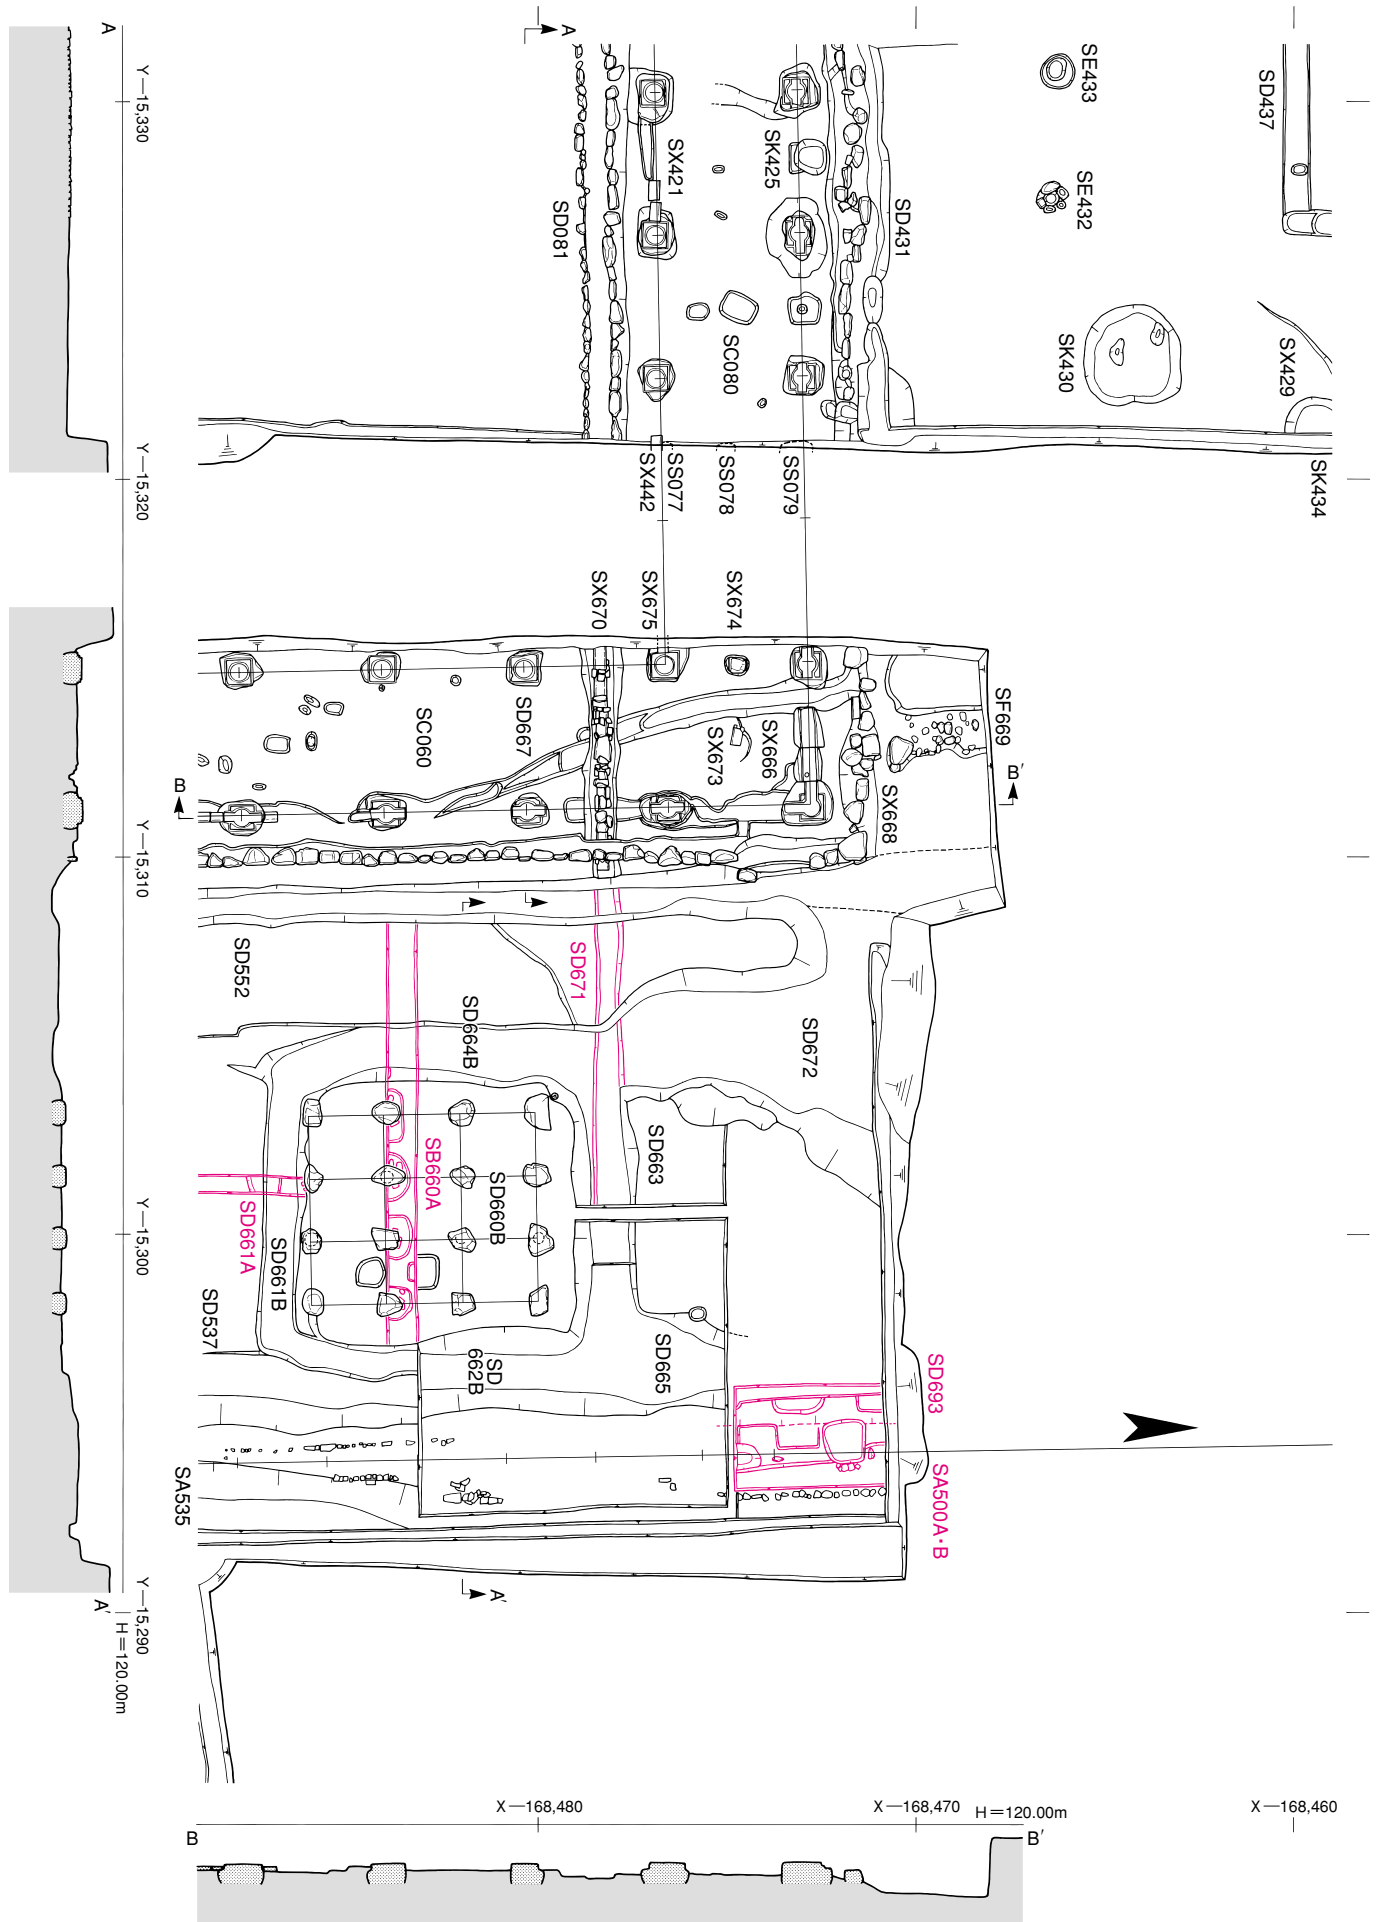 A
A
Y—15,330
SE433
SD437
SX421
SK425
SE432
SD081
SD431
SC080
SK430
SX429
SX442
SS077
SS078
SS079
SK434
Y—15,320
SX670
SX675
SX674
SC060
SD667
SX673
SX666
SF669
B
B′
SX668
Y—15,310
SD552
SD671
SD664B
SD672
SB660A
SD663
SD660B
SD661A
SD661B
Y—15,300
SD537
SD
662B
SD665
SD693
SA535
SA500A・B
A′
A′
Y—15,290
H＝120.00m
X—168,480
X—168,470
H＝120.00m
X—168,460
B
B′